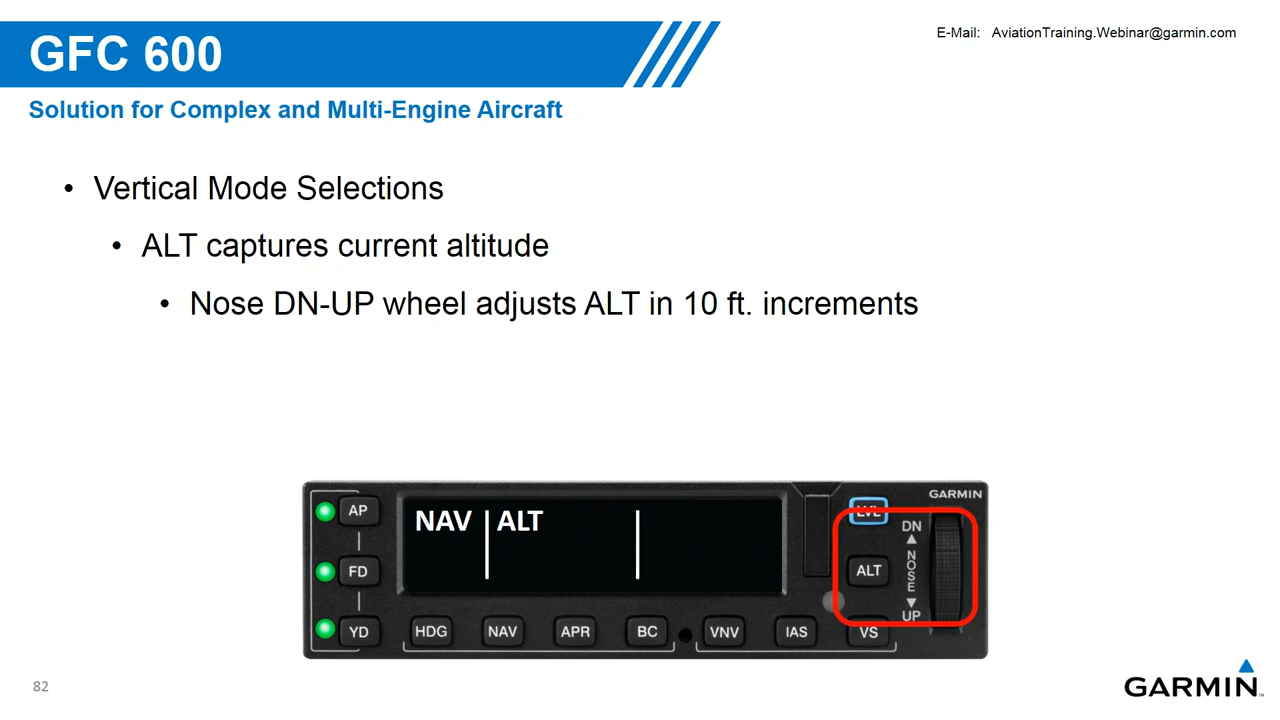 GFC 600
E-Mail: AviationTraining.Webinar@garmin.com
Solution for Complex and Multi-Engine Aircraft
• Vertical Mode Selections
• ALT captures current altitude
• Nose DN-UP wheel adjusts ALT in 10 ft. increments
GARMIN
AP
NAV ALT
LVL
DN
FD
ALT
NOSE
UP
YD
HDG NAV APR BC VNV IAS VS
82
GARMIN